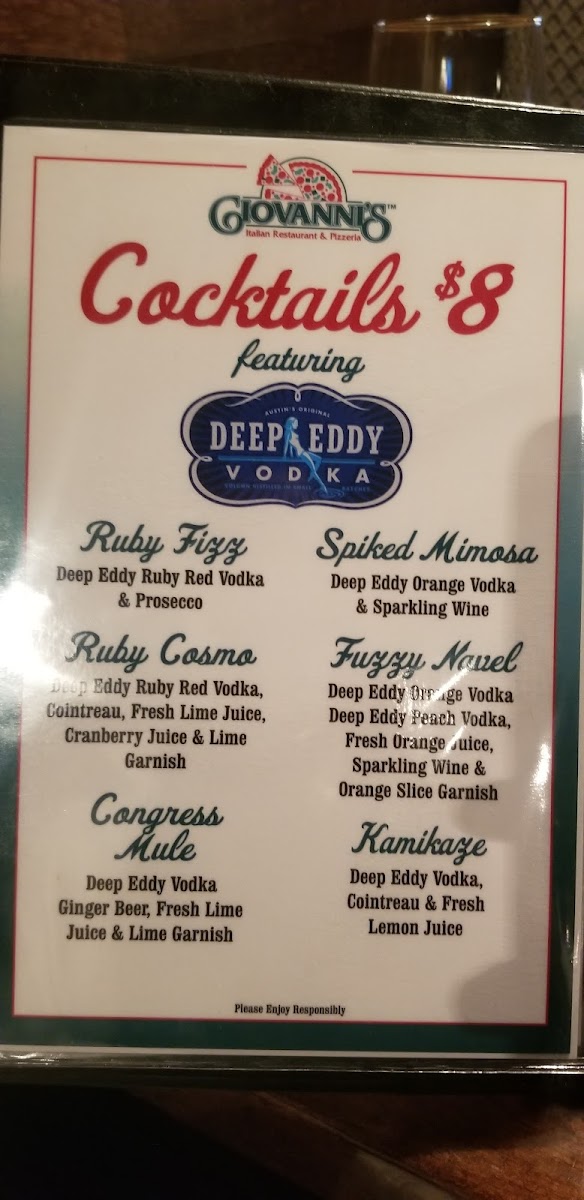 GIOVANNI'S™
Italian Restaurant & Pizzeria
Cocktails $8
featuring
AUSTIN'S ORIGINAL
DEEP EDDY
VODKA
Ruby Fizz
Deep Eddy Ruby Red Vodka
& Prosecco
Ruby Cosmo
Deep Eddy Ruby Red Vodka,
Cointreau, Fresh Lime Juice,
Cranberry Juice & Lime
Garnish
Congress
Mule
Deep Eddy Vodka
Ginger Beer, Fresh Lime
Juice & Lime Garnish
Spiked Mimosa
Deep Eddy Orange Vodka
& Sparkling Wine
Fuzzy Navel
Deep Eddy Orange Vodka
Deep Eddy Peach Vodka,
Fresh Orange Juice,
Sparkling Wine &
Orange Slice Garnish
Kamikaze
Deep Eddy Vodka,
Cointreau & Fresh
Lemon Juice
Please Enjoy Responsibly